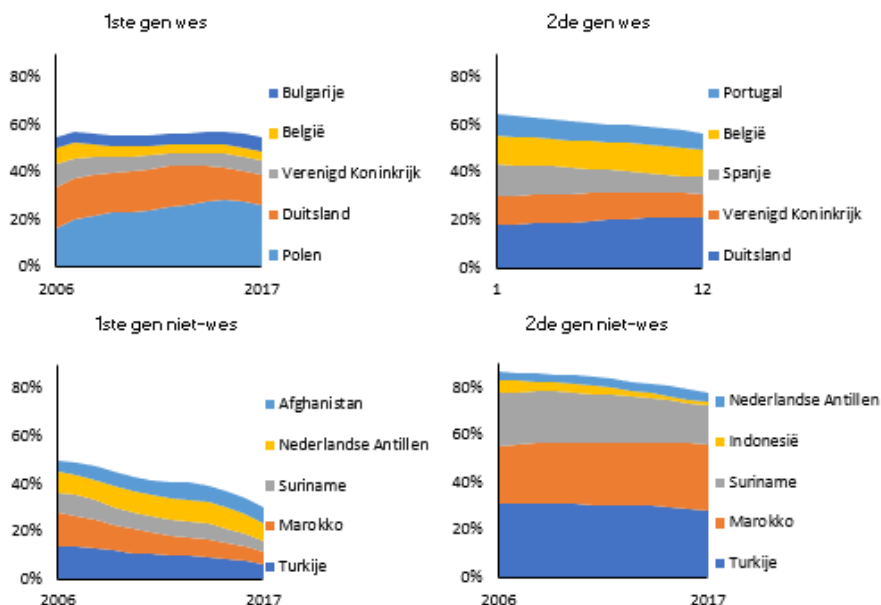 1ste gen wes
80%
60%
40%
20%
0%
2006
2017
Bulgarije
België
Verenigd Koninkrijk
Duitsland
Polen
2de gen wes
80%
60%
40%
20%
0%
1
12
Portugal
België
Spanje
Verenigd Koninkrijk
Duitsland
1ste gen niet-wes
80%
60%
40%
20%
0%
2006
2017
Afghanistan
Nederlandse Antillen
Suriname
Marokko
Turkije
2de gen niet-wes
80%
60%
40%
20%
0%
2006
2017
Nederlandse Antillen
Indonesië
Suriname
Marokko
Turkije